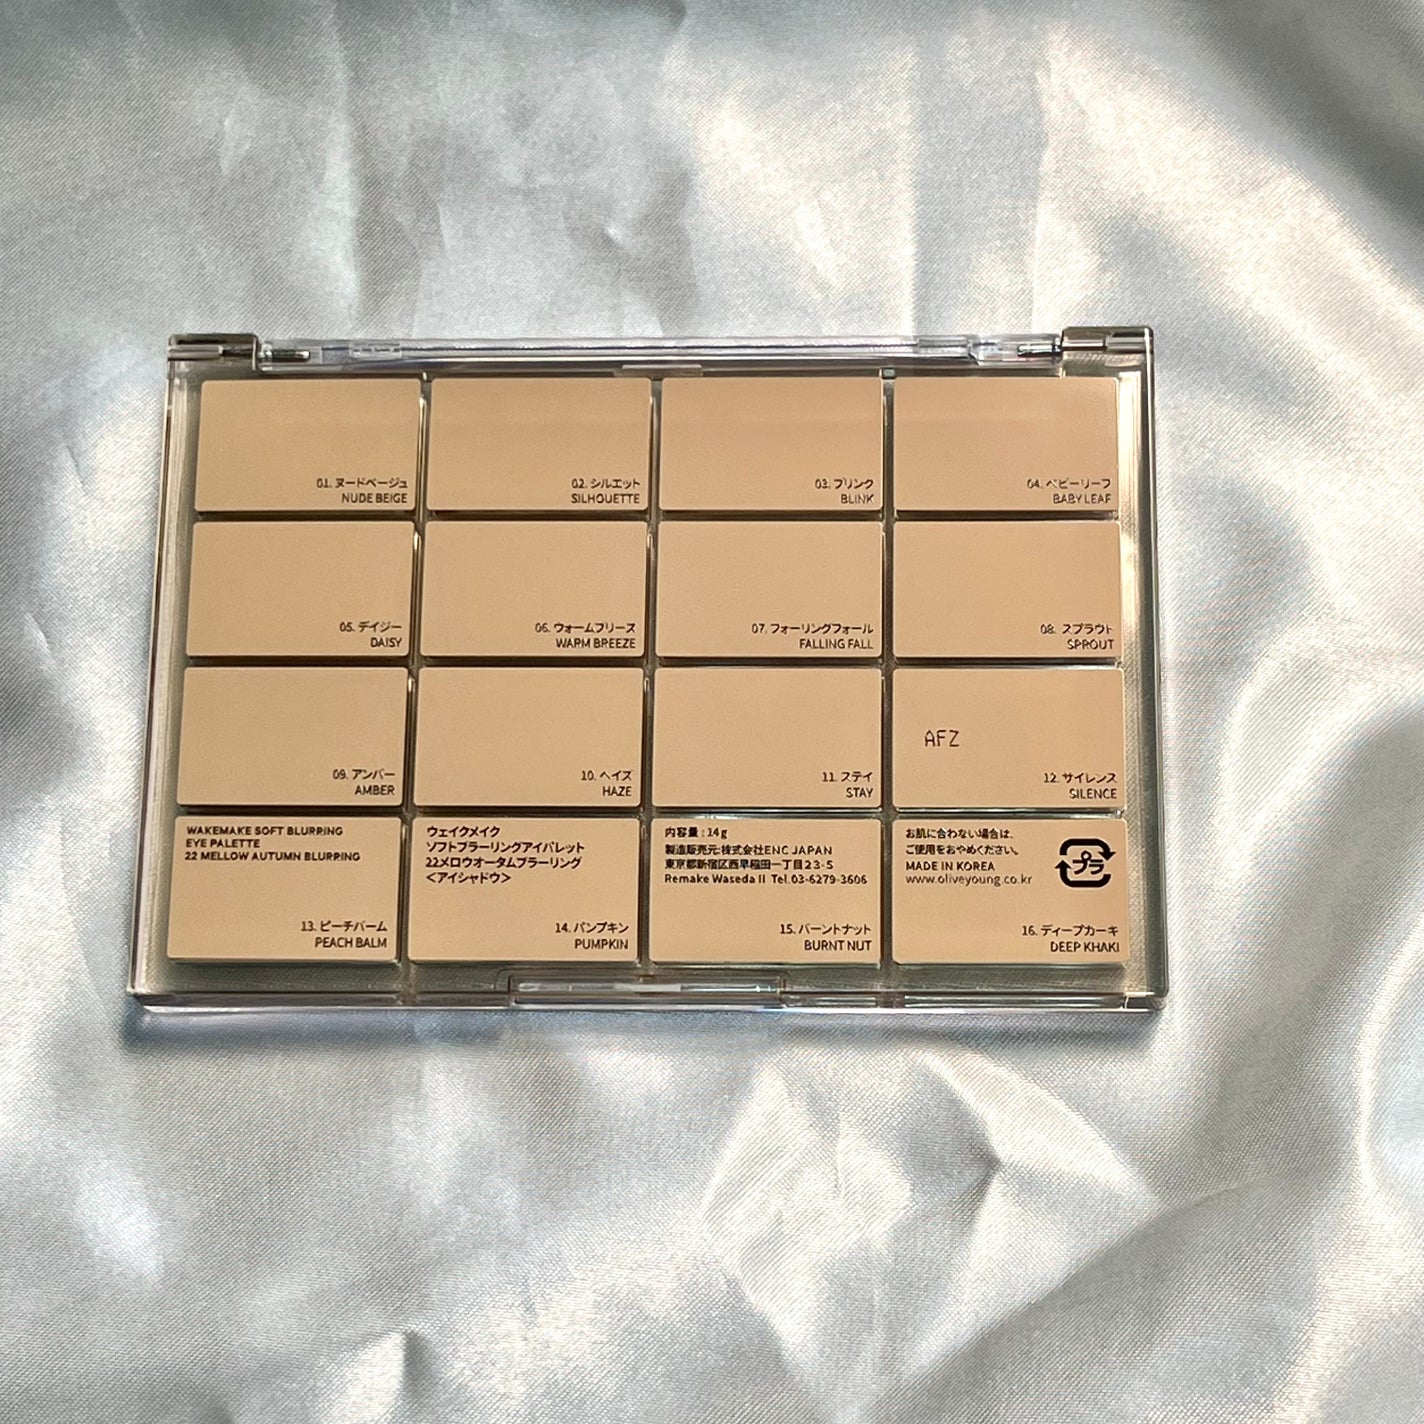 01. ヌードベージュ
NUDE BEIGE
02. シルエット
SILHOUETTE
03. ブリンク
BLINK
04. ベビーリーフ
BABY LEAF
05. デイジー
DAISY
06. ウォームブリーズ
WARM BREEZE
07. フォーリングフォール
FALLING FALL
08. スプラウト
SPROUT
09. アンバー
AMBER
10. ヘイズ
HAZE
11. ステイ
STAY
AFZ
12. サイレンス
SILENCE
WAKEMAKE SOFT BLURRING
EYE PALETTE
22 MELLOW AUTUMN BLURRING
13. ピーチバーム
PEACH BALM
ウェイクメイク
ソフトブラーリングアイパレット
22メロウオータムブラーリング
<アイシャドウ>
14. パンプキン
PUMPKIN
内容量 : 14g
製造販売元:株式会社ENC JAPAN
東京都新宿区西早稲田一丁目23-5
Remake Waseda II Tel.03-6279-3606
15. バーントナット
BURNT NUT
お肌に合わない場合は、
ご使用をおやめください。
MADE IN KOREA
www.oliveyoung.co.kr
プラ
16. ディープカーキ
DEEP KHAKI